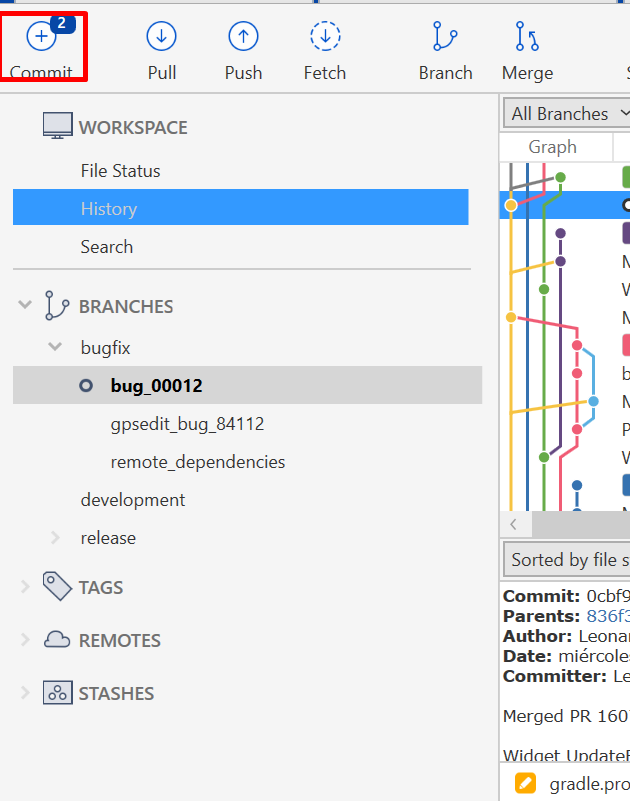 2
Commit Pull Push Fetch Branch Merge
WORKSPACE
File Status
History
Search
BRANCHES
bugfix
bug_00012
gpsedit_bug_84112
remote_dependencies
development
release
TAGS
REMOTES
STASHES
All Branches
Graph
Sorted by file s
Commit: 0cbf9
Parents: 836f3
Author: Leona
Date: miércole
Committer: Le
Merged PR 160
Widget UpdateF
gradle.pro